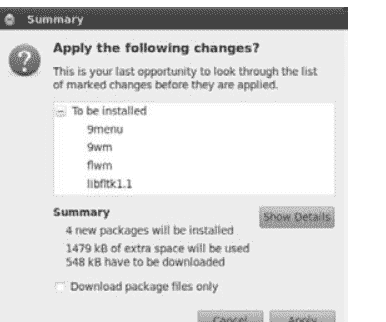 Summary
Apply the following changes?
This is your last opportunity to look through the list
of marked changes before they are applied.
To be installed
9menu
9wm
flwm
libfltk1.1
Summary
Show Details
4 new packages will be installed
1479 kB of extra space will be used
548 kB have to be downloaded
Download package files only
Cancel
Apply